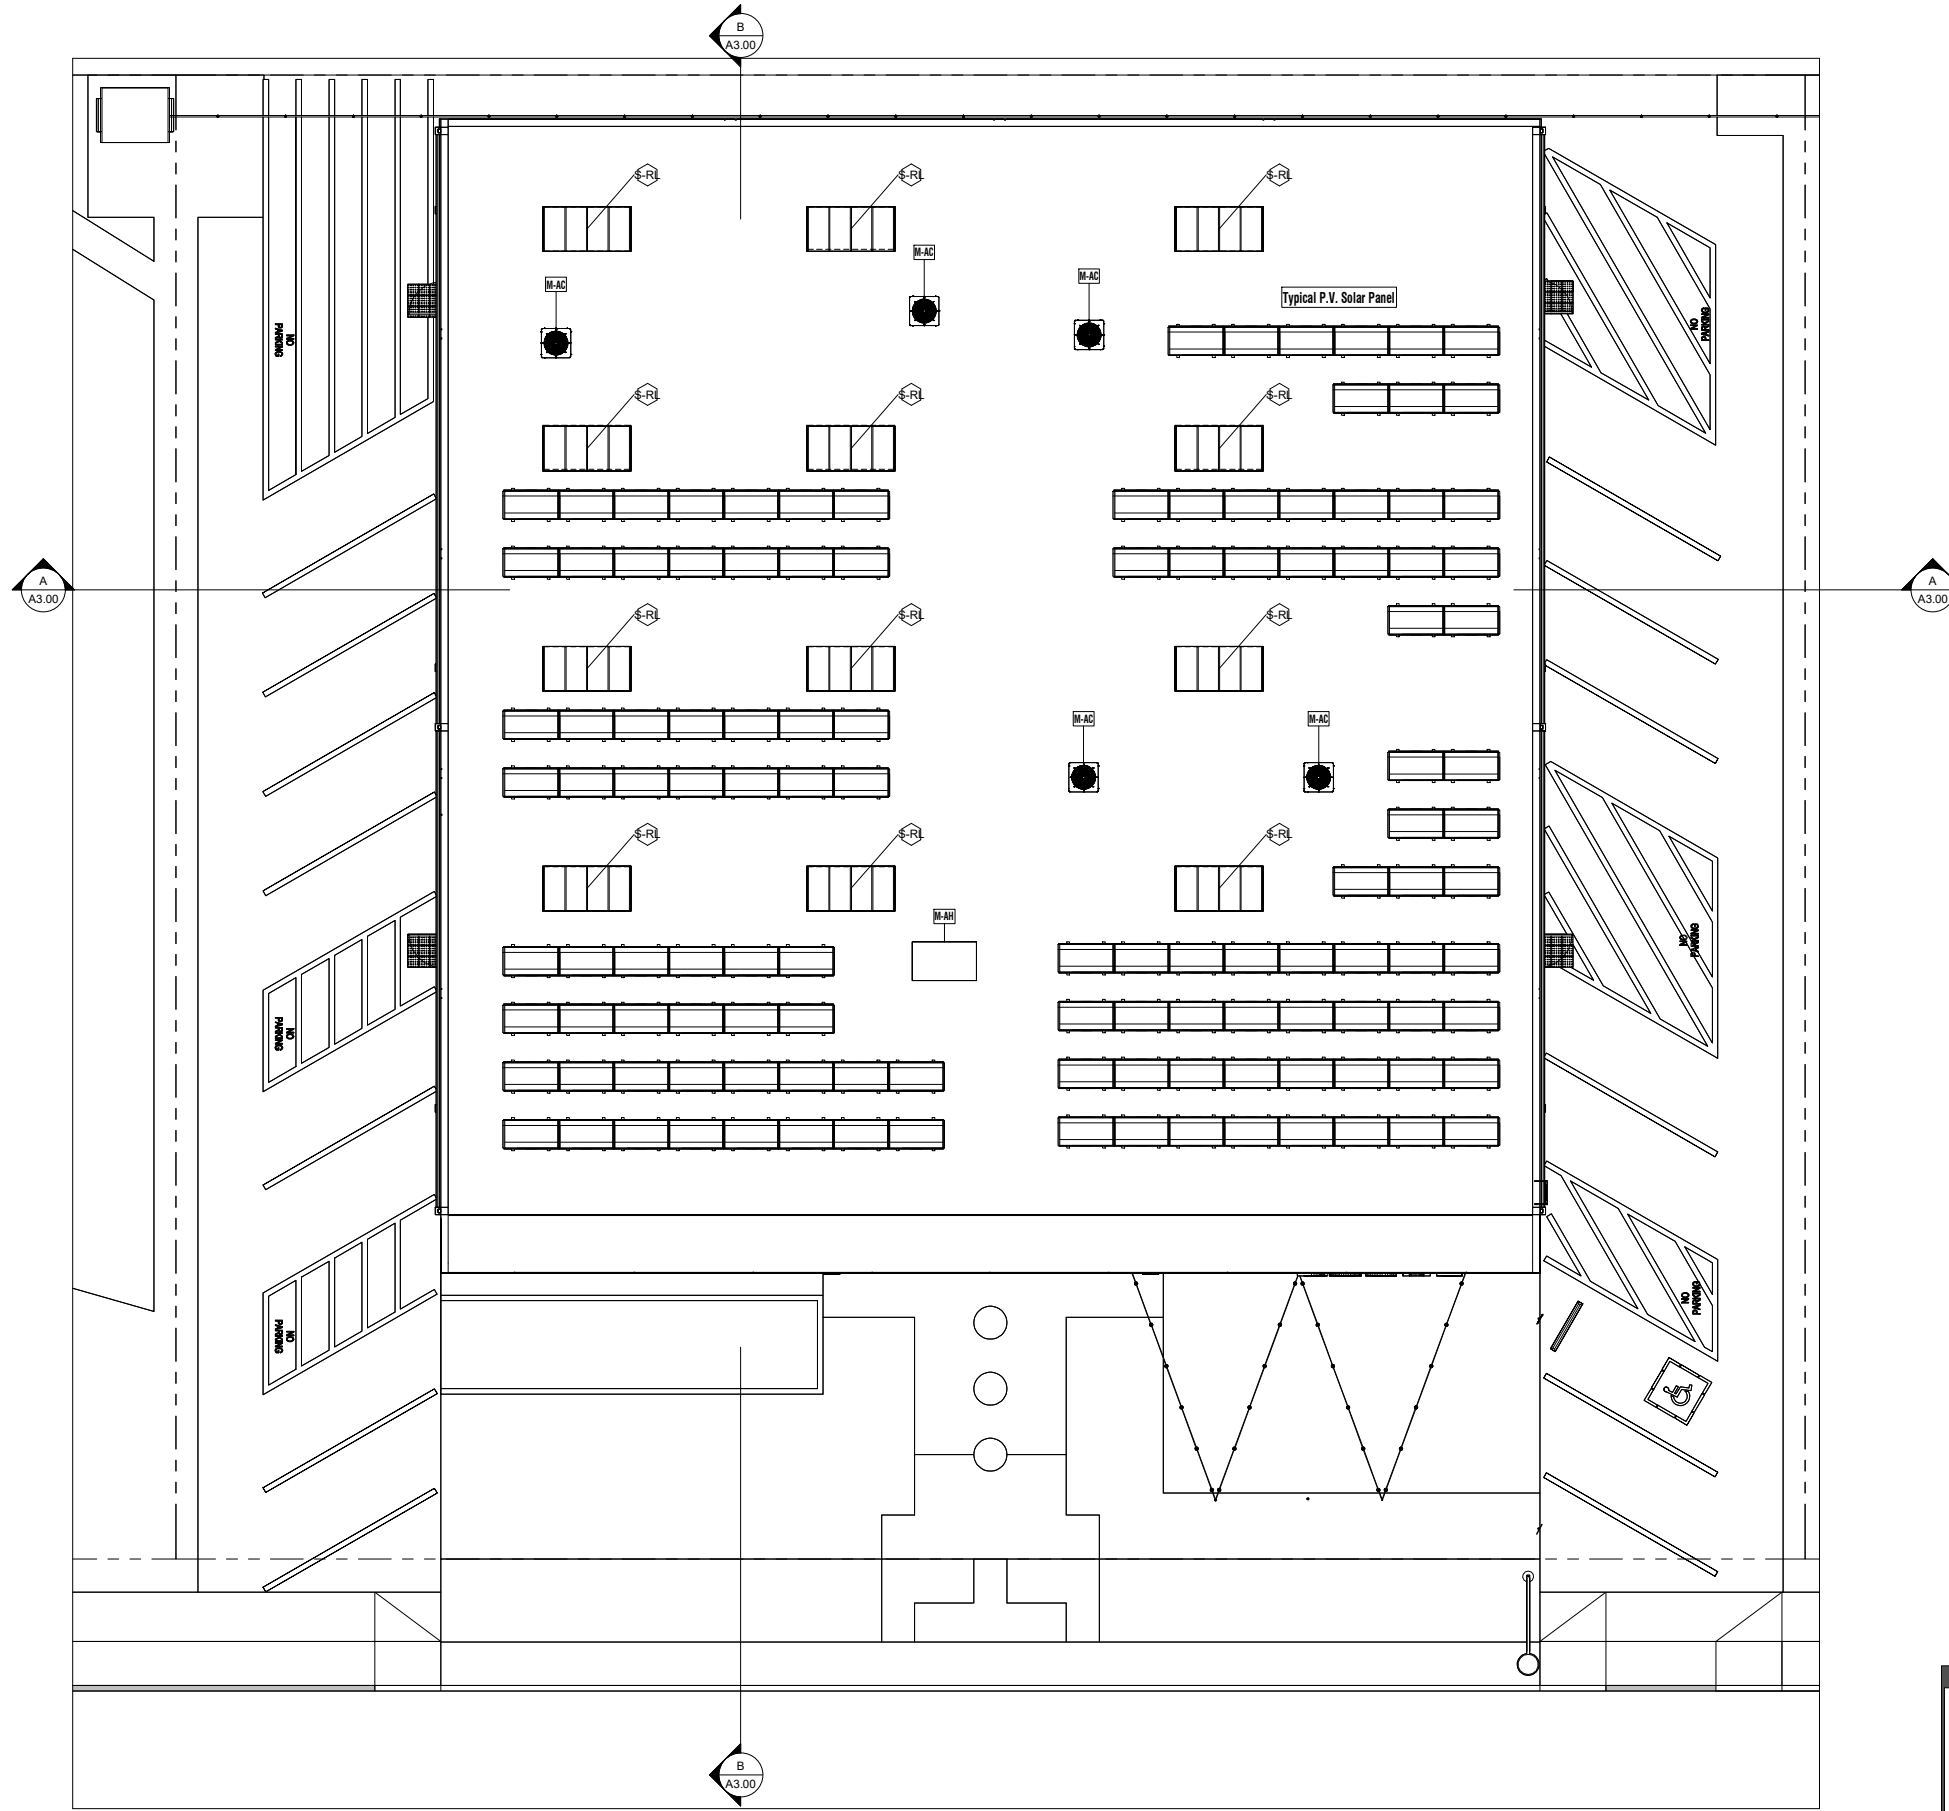 B
A3.00
S-RL
S-RL
S-RL
M-AC
M-AC
M-AC
Typical P.V. Solar Panel
NO
PARKING
NO
PARKING
S-RL
S-RL
S-RL
A
A3.00
A
A3.00
S-RL
S-RL
S-RL
M-AC
M-AC
S-RL
S-RL
S-RL
M-AH
NO
PARKING
NO
PARKING
NO
PARKING
NO
PARKING
B
A3.00